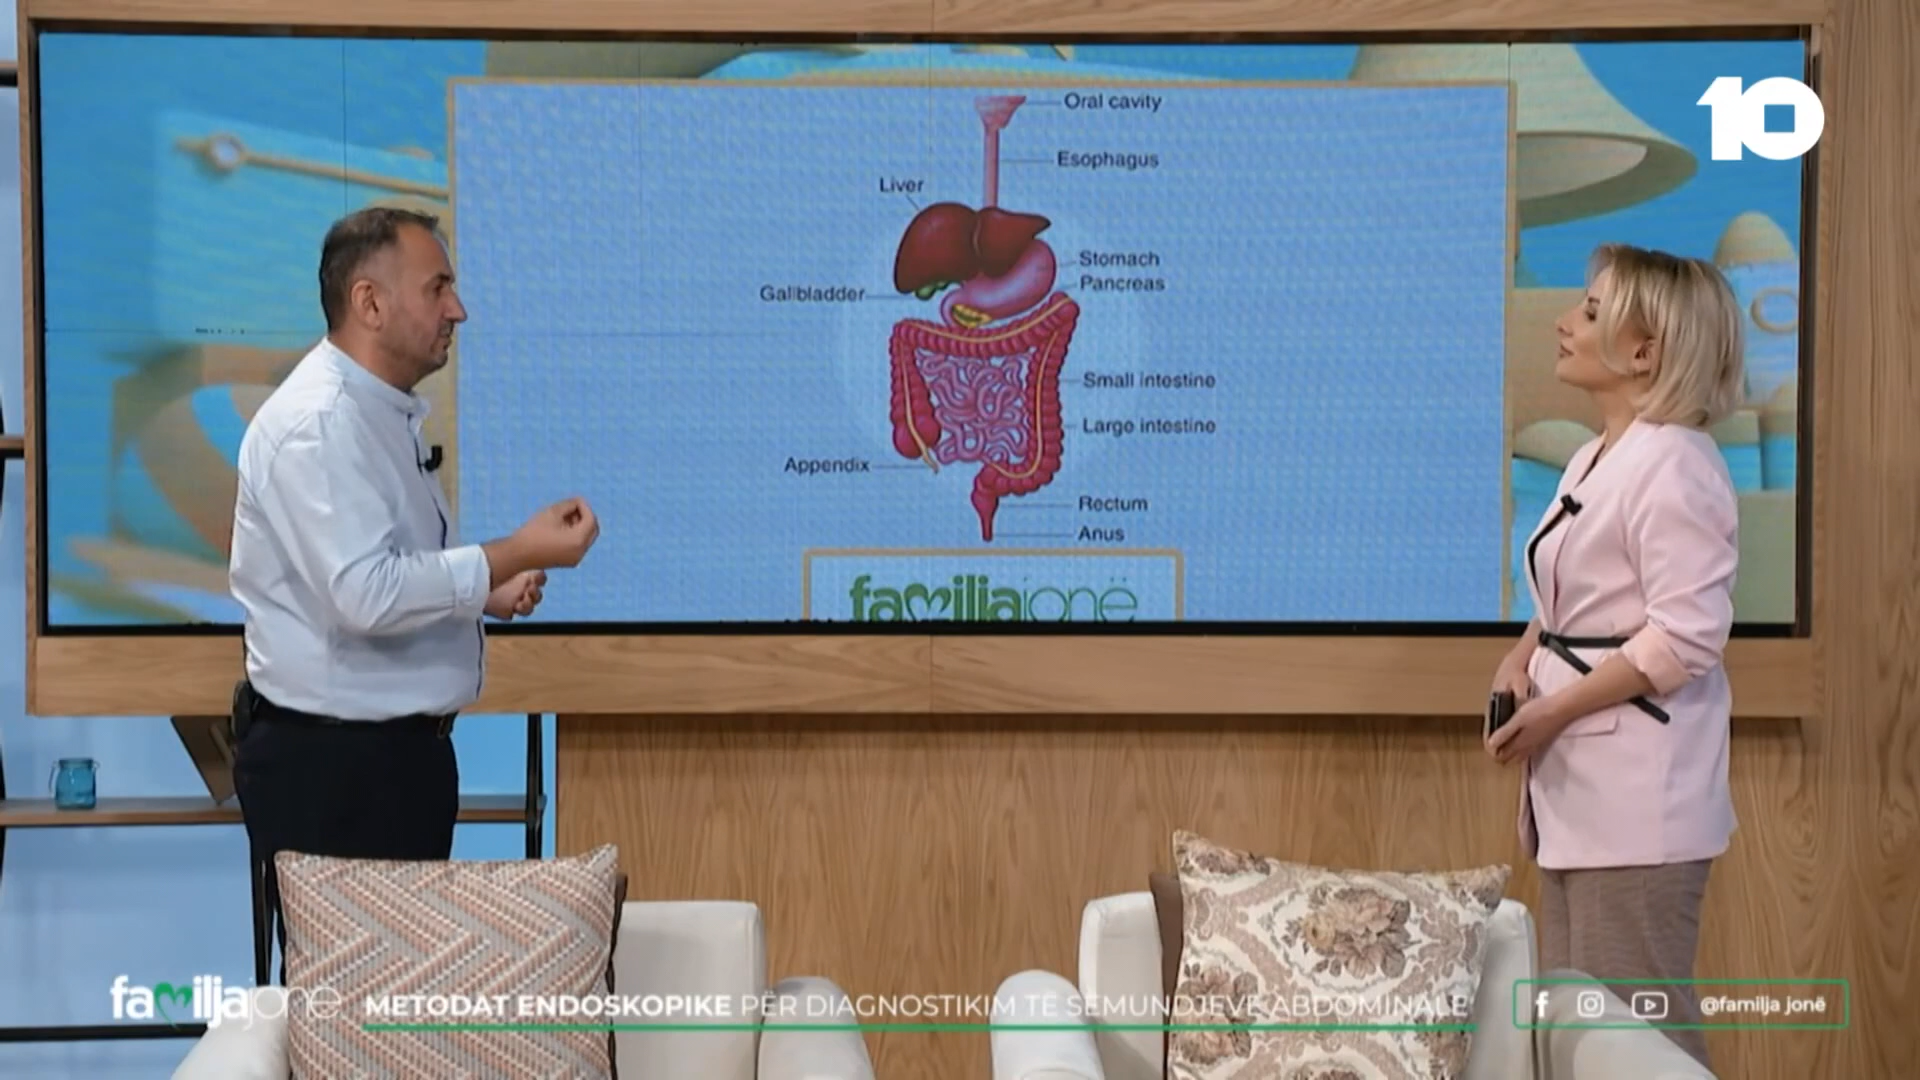 10
Oral cavity
Esophagus
Liver
Stomach
Pancreas
Gallbladder
Small intestine
Large intestine
Appendix
Rectum
Anus
familjajonë
familjajonë
METODAT ENDOSKOPIKE PËR DIAGNOSTIKIM TË SËMUNDJEVE ABDOMINALE
@familja jonë